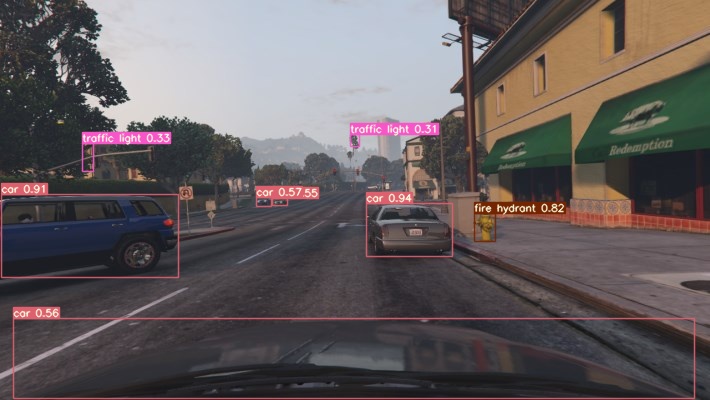 traffic light 0.31
traffic light 0.33
car 0.91
car 0.57.55
car 0.94
fire hydrant 0.82
Redemption
car 0.56